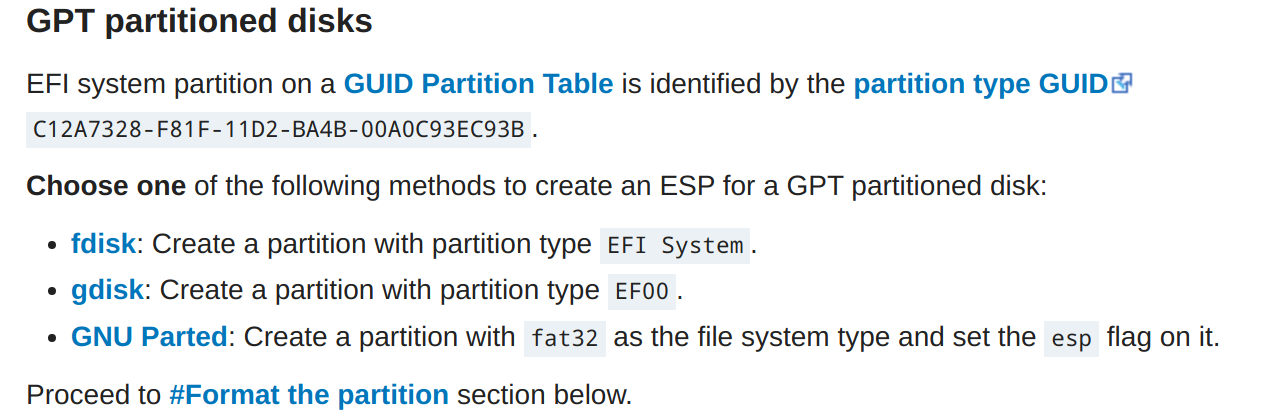 GPT partitioned disks
EFI system partition on a GUID Partition Table is identified by the partition type GUID
C12A7328-F81F-11D2-BA4B-00A0C93EC93B.
Choose one of the following methods to create an ESP for a GPT partitioned disk:
• fdisk: Create a partition with partition type EFI System.
• gdisk: Create a partition with partition type EF00.
• GNU Parted: Create a partition with fat32 as the file system type and set the esp flag on it.
Proceed to #Format the partition section below.